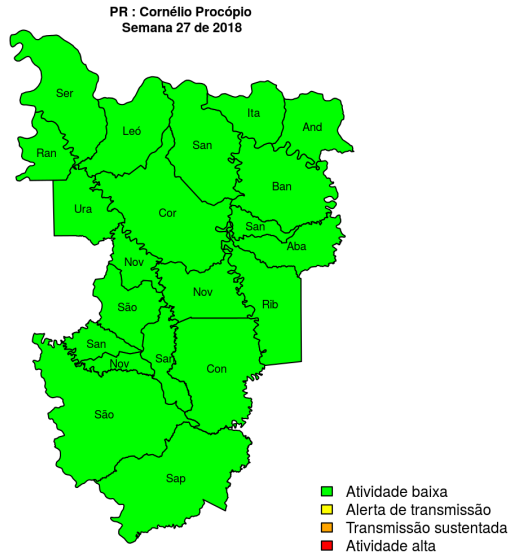 PR : Cornélio Procópio
Semana 27 de 2018
Ser
Ita
And
Leó
San
Ran
Ban
Ura
Cor
San
Aba
Nov
Nov
Rib
São
San
San
Nov
Con
São
Sap
Atividade baixa
Alerta de transmissão
Transmissão sustentada
Atividade alta